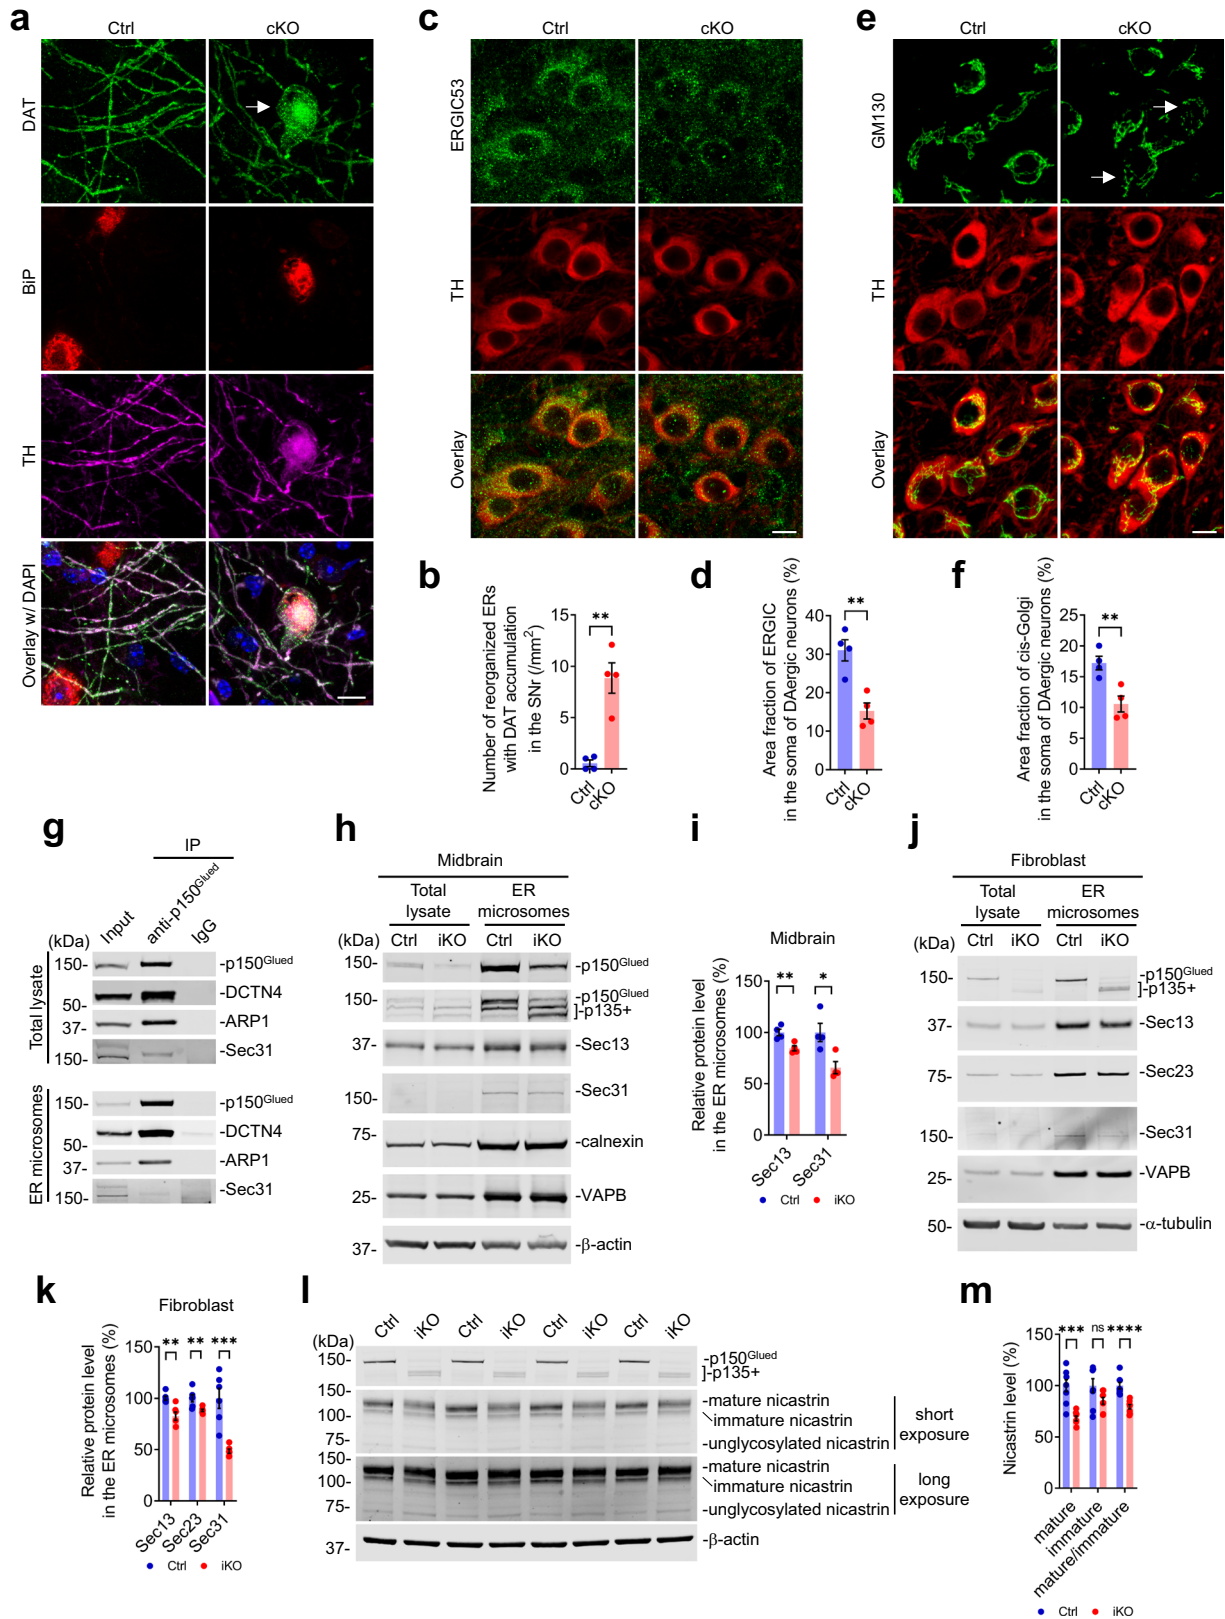 a
Ctrl
cKO
DAT
BiP
TH
Overlay w/ DAPI
c
Ctrl
cKO
ERGIC53
TH
Overlay
e
Ctrl
cKO
GM130
TH
Overlay
b
Number of reorganized ERs
with DAT accumulation
in the SNr (/mm2)
15
10
5
0
**
Ctrl
cKO
d
Area fraction of ERGIC
in the soma of DAergic neurons (%)
40
30
20
10
0
**
Ctrl
cKO
f
Area fraction of cis-Golgi
in the soma of DAergic neurons (%)
25
20
15
10
5
0
**
Ctrl
cKO
g
IP
Input
anti-p150Glued
IgG
(kDa)
Total lysate
150-
-p150Glued
50-
-DCTN4
37-
-ARP1
150-
-Sec31
ER microsomes
150-
-p150Glued
50-
-DCTN4
37-
-ARP1
150-
-Sec31
h
Midbrain
Total
lysate
ER
microsomes
(kDa)
Ctrl
iKO
Ctrl
iKO
150-
-p150Glued
150-
-p150Glued
]-p135+
37-
-Sec13
150-
-Sec31
75-
-calnexin
25-
-VAPB
37-
-β-actin
i
Midbrain
Relative protein level
in the ER microsomes (%)
150
100
50
0
**
*
Sec13
Sec31
Ctrl
iKO
j
Fibroblast
Total
lysate
ER
microsomes
(kDa)
Ctrl
iKO
Ctrl
iKO
150-
-p150Glued
]-p135+
37-
-Sec13
75-
-Sec23
150-
-Sec31
25-
-VAPB
50-
-α-tubulin
k
Fibroblast
Relative protein level
in the ER microsomes (%)
150
100
50
0
**
**
***
Sec13
Sec23
Sec31
Ctrl
iKO
l
(kDa)
Ctrl
iKO
Ctrl
iKO
Ctrl
iKO
Ctrl
iKO
150-
-p150Glued
]-p135+
150-
-mature nicastrin
100-
immature nicastrin
75-
-unglycosylated nicastrin
short
exposure
150-
-mature nicastrin
100-
immature nicastrin
75-
-unglycosylated nicastrin
long
exposure
37-
-β-actin
m
Nicastrin level (%)
150
100
50
0
***
ns
****
mature
immature
mature/immature
Ctrl
iKO